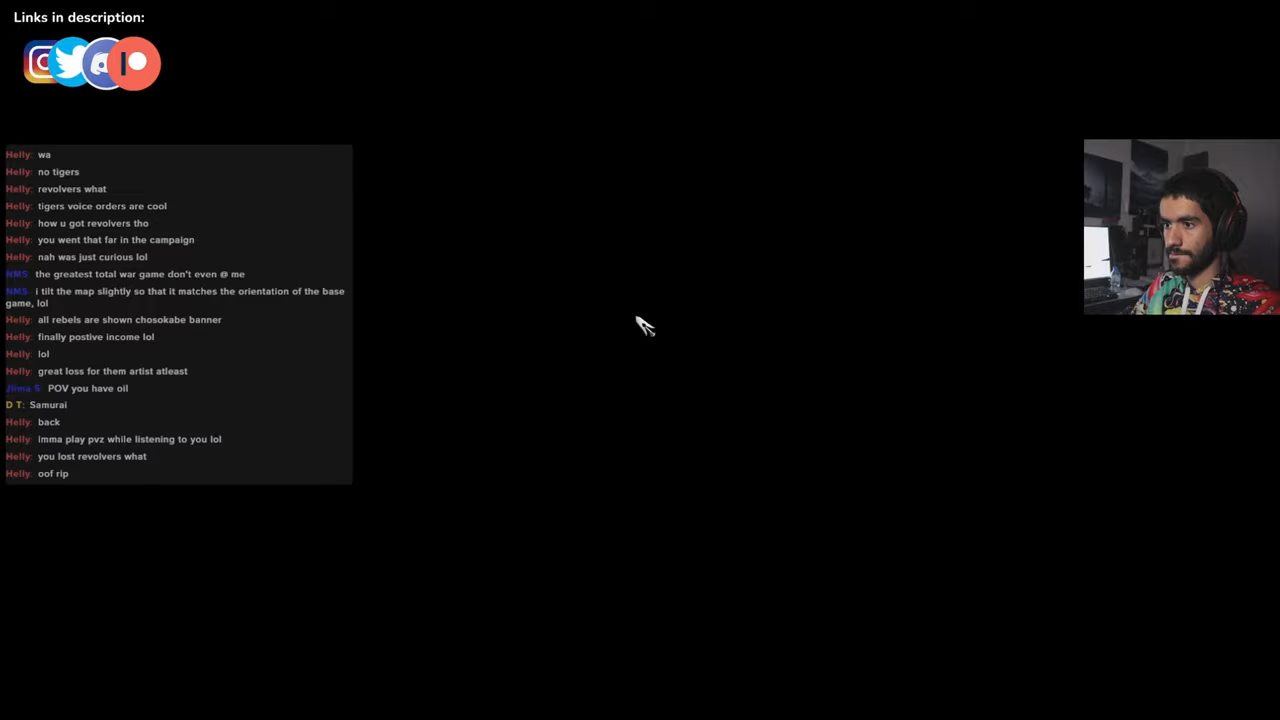 Links in description:
Helly: wa
Helly: no tigers
Helly: revolvers what
Helly: tigers voice orders are cool
Helly: how u got revolvers tho
Helly: you went that far in the campaign
Helly: nah was just curious lol
NMS: the greatest total war game don't even @ me
NMS: i tilt the map slightly so that it matches the orientation of the base
game, lol
Helly: all rebels are shown chosokabe banner
Helly: finally postive income lol
Helly: lol
Helly: great loss for them artist atleast
POV you have oil
D T: Samurai
Helly: back
Helly: imma play pvz while listening to you lol
Helly: you lost revolvers what
Helly: oof rip